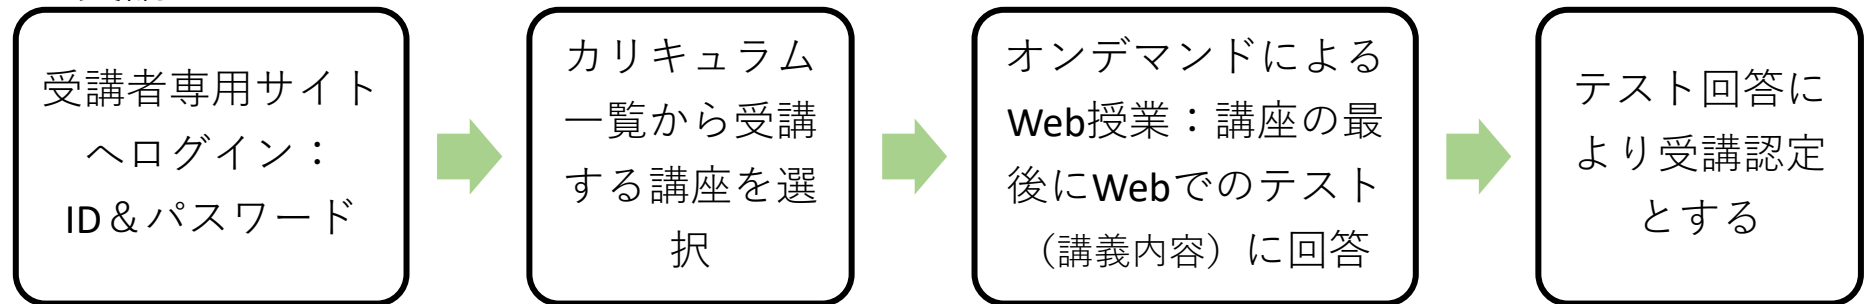 受講者専用サイト
へログイン：
ID＆パスワード
カリキュラム
一覧から受講
する講座を選
択
オンデマンドによる
Web授業：講座の最
後にWebでのテスト
（講義内容）に回答
テスト回答に
より受講認定
とする